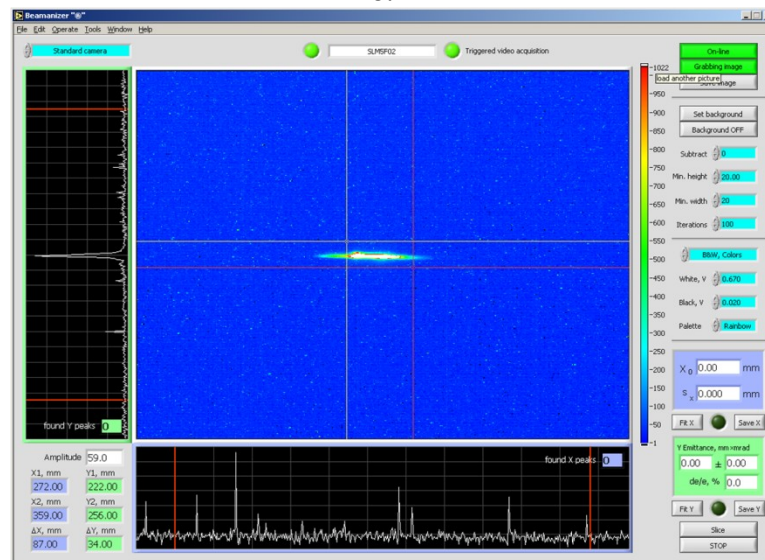 Beamanizer "®"
File Edit Operate Tools Window Help
Standard camera
SLM5F02
Triggered video acquisition
On-line
Grabbing image
load another picture
Save image
Set background
Background OFF
Subtract 0
Min. height 20.00
Min. width 20
Iterations 100
B&W, Colors
White, V 0.670
Black, V 0.020
Palette Rainbow
X 0 0.00 mm
S x 0.000 mm
Fit X Save X
Y Emittance, mm*mrad
0.00 ± 0.00
de/e, % 0.0
Fit Y Save Y
Slice
STOP
-1022
-950
-900
-850
-800
-750
-700
-650
-600
-550
-500
-450
-400
-350
-300
-250
-200
-150
-100
-50
-1
found Y peaks 0
found X peaks 0
Amplitude 59.0
X1, mm Y1, mm
272.00 222.00
X2, mm Y2, mm
359.00 256.00
ΔX, mm ΔY, mm
87.00 34.00